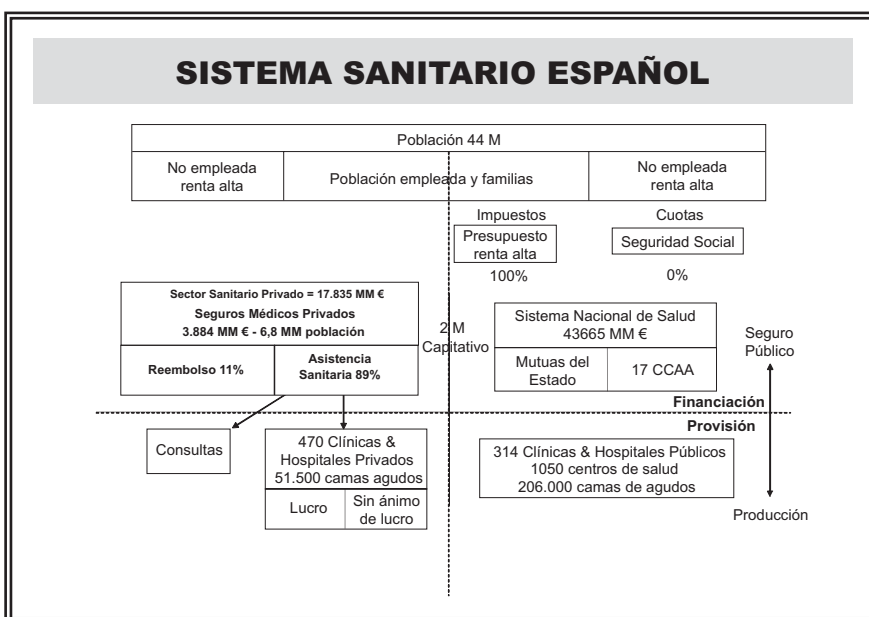 SISTEMA SANITARIO ESPAÑOL
Población 44 M
No empleada
renta alta
Población empleada y familias
No empleada
renta alta
Impuestos
Presupuesto
renta alta
100%
Cuotas
Seguridad Social
0%
Sector Sanitario Privado = 17.835 MM €
Seguros Médicos Privados
3.884 MM € - 6,8 MM población
Reembolso 11%
Asistencia
Sanitaria 89%
2 M
Capitativo
Sistema Nacional de Salud
43665 MM €
Mutuas del
Estado
17 CCAA
Seguro
Público
Financiación
Provisión
Consultas
470 Clínicas &
Hospitales Privados
51.500 camas agudos
Lucro
Sin ánimo
de lucro
314 Clínicas & Hospitales Públicos
1050 centros de salud
206.000 camas de agudos
Producción